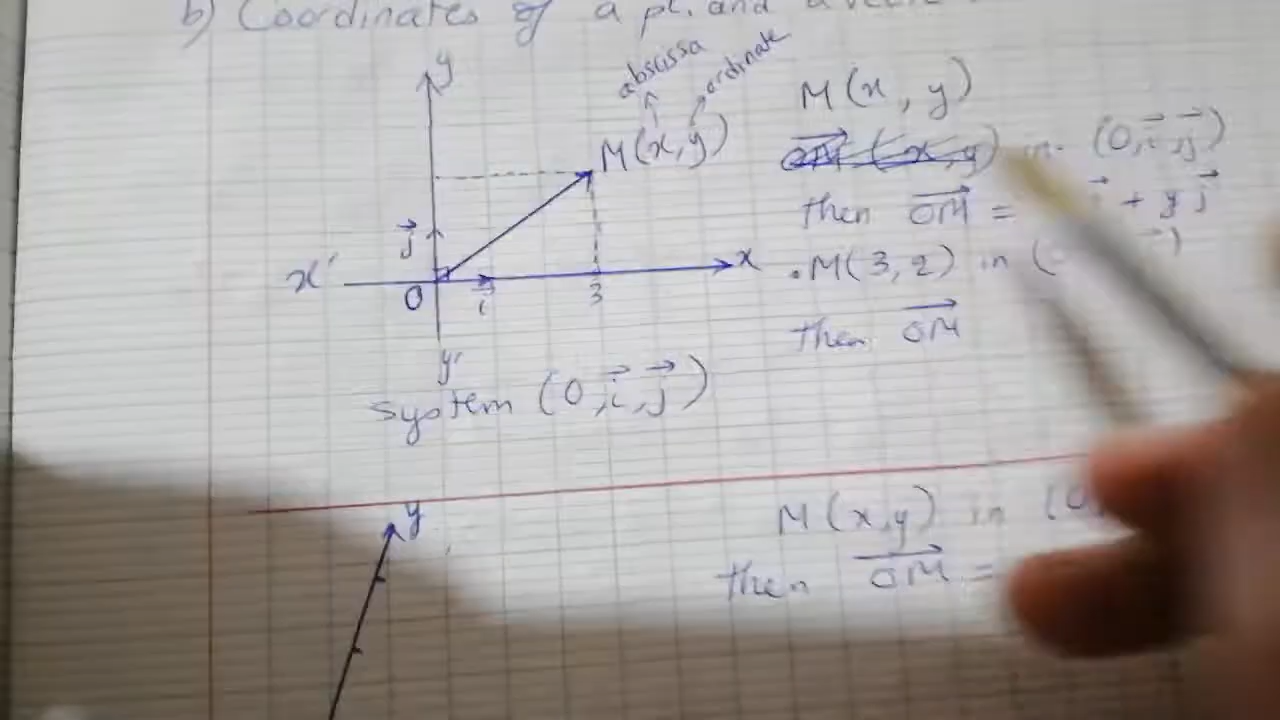 b) Coordinates of a pt. and a
y
abscissa
ordinate
M(x,y)
M(x, y)
in (O,i⃗,j⃗)
then OM⃗ = i⃗ + y j⃗
j⃗
x'
O
i⃗
3
x
.M(3,2) in (
y'
then OM⃗
System (O,i⃗,j⃗)
y
M(x,y) in (O,
then OM⃗ =